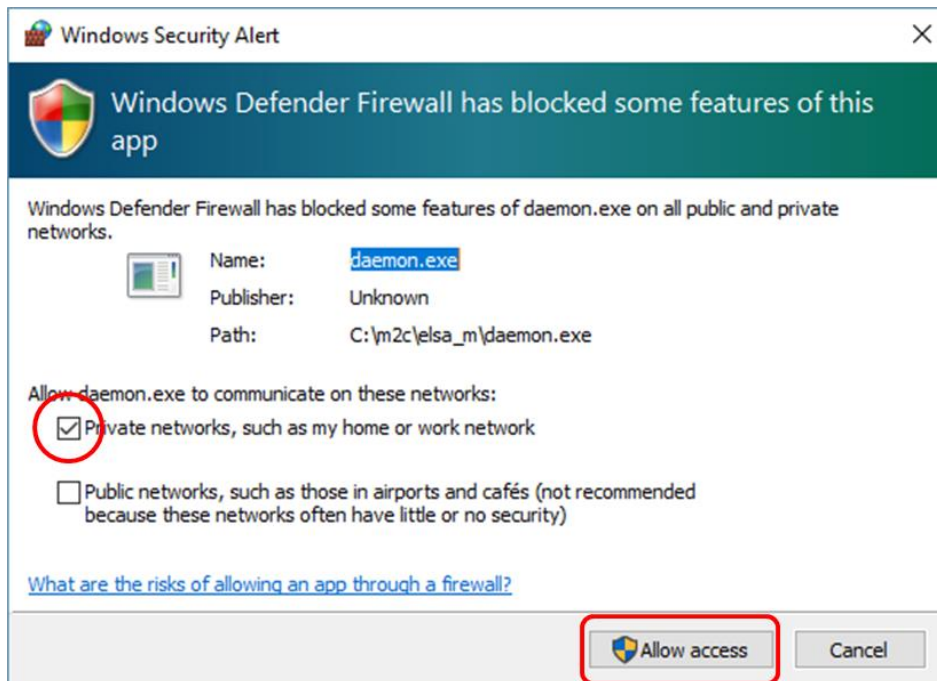 Windows Security Alert
Windows Defender Firewall has blocked some features of this
app
Windows Defender Firewall has blocked some features of daemon.exe on all public and private
networks.
Name: daemon.exe
Publisher: Unknown
Path: C:\m2c\elsa_m\daemon.exe
Allow daemon.exe to communicate on these networks:
Private networks, such as my home or work network
Public networks, such as those in airports and cafés (not recommended
because these networks often have little or no security)
What are the risks of allowing an app through a firewall?
Allow access Cancel